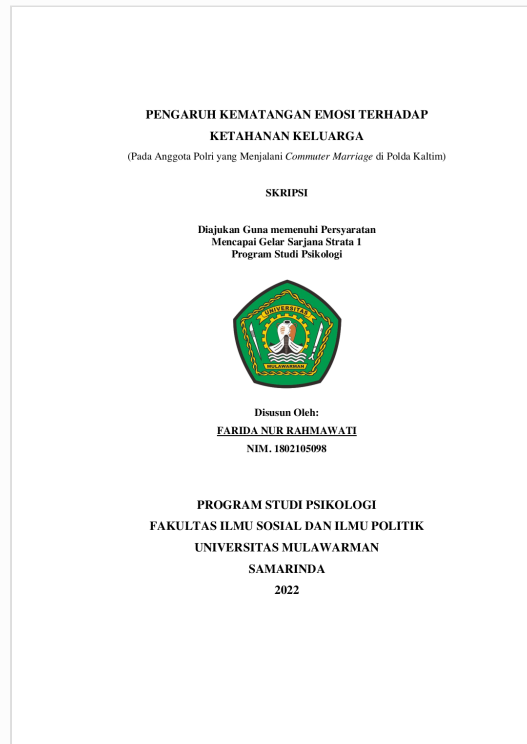 PENGARUH KEMATANGAN EMOSI TERHADAP
KETAHANAN KELUARGA
(Pada Anggota Polri yang Menjalani Commuter Marriage di Polda Kaltim)
SKRIPSI
Diajukan Guna memenuhi Persyaratan
Mencapai Gelar Sarjana Strata 1
Program Studi Psikologi
UNIVERSITAS
MULAWARMAN
Disusun Oleh:
FARIDA NUR RAHMAWATI
NIM. 1802105098
PROGRAM STUDI PSIKOLOGI
FAKULTAS ILMU SOSIAL DAN ILMU POLITIK
UNIVERSITAS MULAWARMAN
SAMARINDA
2022